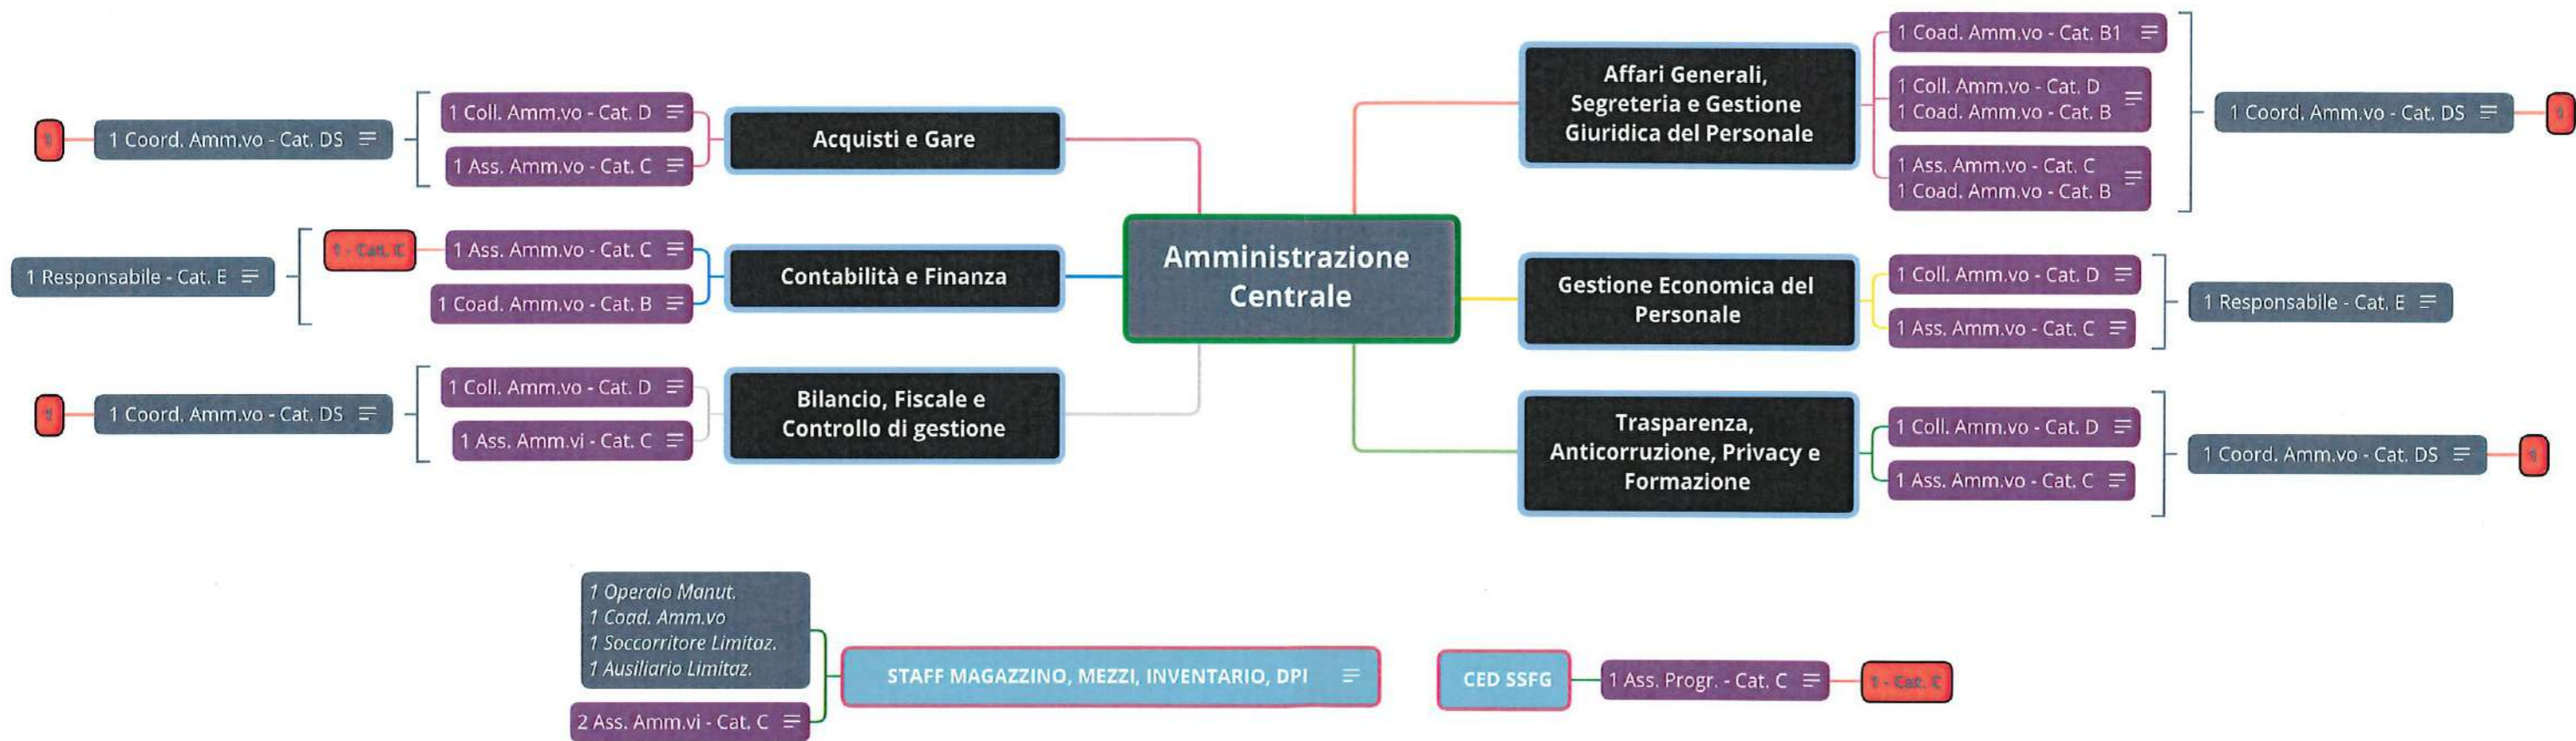 Amministrazione
Centrale
Acquisti e Gare
1 Coll. Amm.vo - Cat. D
1 Ass. Amm.vo - Cat. C
1 Coord. Amm.vo - Cat. DS
Contabilità e Finanza
1 Ass. Amm.vo - Cat. C
1 - Cat. C
1 Coad. Amm.vo - Cat. B
1 Responsabile - Cat. E
Bilancio, Fiscale e
Controllo di gestione
1 Coll. Amm.vo - Cat. D
1 Ass. Amm.vi - Cat. C
1 Coord. Amm.vo - Cat. DS
Affari Generali,
Segreteria e Gestione
Giuridica del Personale
1 Coad. Amm.vo - Cat. B1
1 Coll. Amm.vo - Cat. D
1 Coad. Amm.vo - Cat. B
1 Ass. Amm.vo - Cat. C
1 Coad. Amm.vo - Cat. B
1 Coord. Amm.vo - Cat. DS
Gestione Economica del
Personale
1 Coll. Amm.vo - Cat. D
1 Ass. Amm.vo - Cat. C
1 Responsabile - Cat. E
Trasparenza,
Anticorruzione, Privacy e
Formazione
1 Coll. Amm.vo - Cat. D
1 Ass. Amm.vo - Cat. C
1 Coord. Amm.vo - Cat. DS
1 Operaio Manut.
1 Coad. Amm.vo
1 Soccorritore Limitaz.
1 Ausiliario Limitaz.
2 Ass. Amm.vi - Cat. C
STAFF MAGAZZINO, MEZZI, INVENTARIO, DPI
CED SSFG
1 Ass. Progr. - Cat. C
1 - Cat. C